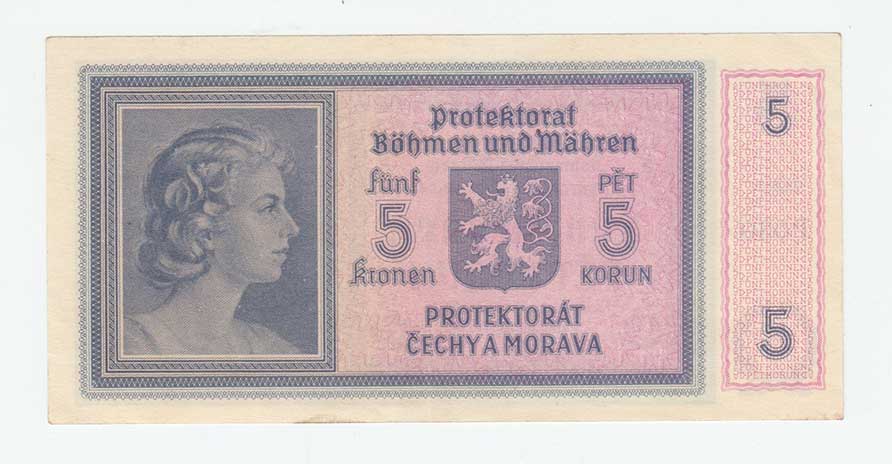 Protektorat
Böhmen und Mähren
fünf PĚT
5 5
Kronen KORUN
PROTEKTORÁT
ČECHY A MORAVA
5
5